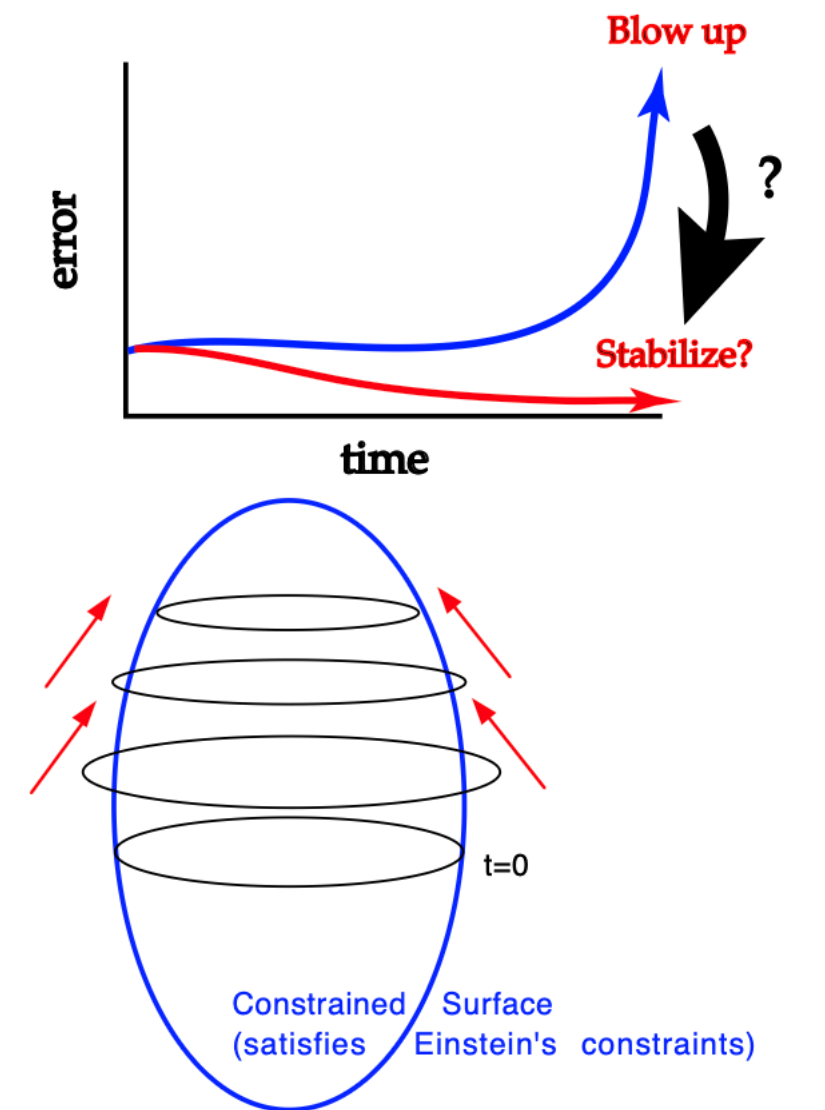 Blow up
?
error
Stabilize?
time
t=0
Constrained Surface
(satisfies Einstein's constraints)